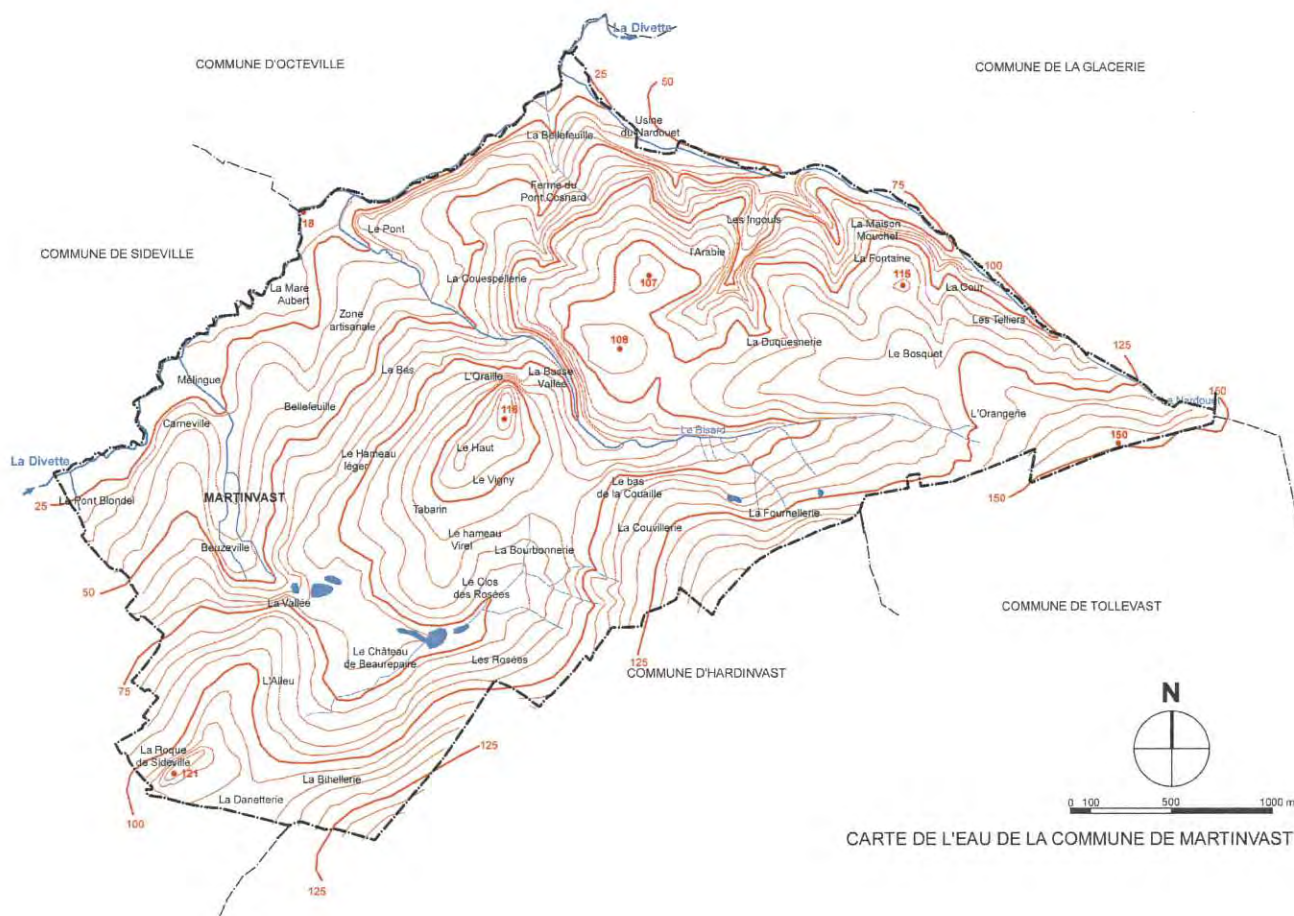 La Divette
COMMUNE D'OCTEVILLE
COMMUNE DE LA GLACERIE
25
50
Usine
du Nardouet
La Bellefeuille
Ferme du
Pont Cosnard
75
18
Le Pont
Les Ingoufs
La Maison
Mouchel
COMMUNE DE SIDEVILLE
l'Arabie
La Fontaine
La Couespellerie
107
115
100
La Mare
Aubert
La Cour
Zone
artisanale
Les Telliers
108
La Duquesnerie
Le Bosquet
125
Le Bas
L'Oraille
La Basse
Vallée
Mélingue
150
Bellefeuille
116
L'Orangerie
Carneville
Le Bisard
150
Le Haut
Le Hameau
léger
La Divette
Le Vigny
Le bas
de la Couaille
Le Pont Blondel
MARTINVAST
25
150
Tabarin
La Fournellerie
La Couvillerie
Le hameau
Virel
Beuzeville
La Bourbonnerie
50
Le Clos
des Rosées
La Vallée
COMMUNE DE TOLLEVAST
Le Château
de Beaurepaire
Les Rosées
125
COMMUNE D'HARDINVAST
L'Alleu
75
N
La Roque
de Sideville
125
121
La Bihellerie
La Danetterie
100
0 100 500 1000 m
CARTE DE L'EAU DE LA COMMUNE DE MARTINVAST
125